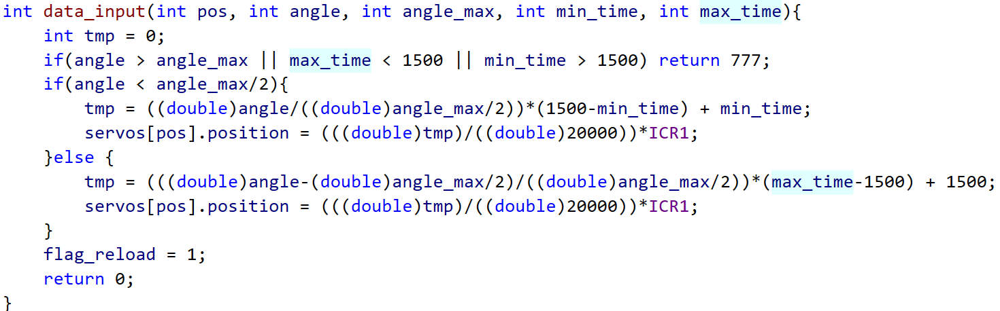 int data_input(int pos, int angle, int angle_max, int min_time, int max_time){
    int tmp = 0;
    if(angle > angle_max || max_time < 1500 || min_time > 1500) return 777;
    if(angle < angle_max/2){
        tmp = ((double)angle/((double)angle_max/2))*(1500-min_time) + min_time;
        servos[pos].position = (((double)tmp)/((double)20000))*ICR1;
    }else {
        tmp = (((double)angle-(double)angle_max/2)/((double)angle_max/2))*(max_time-1500) + 1500;
        servos[pos].position = (((double)tmp)/((double)20000))*ICR1;
    }
    flag_reload = 1;
    return 0;
}